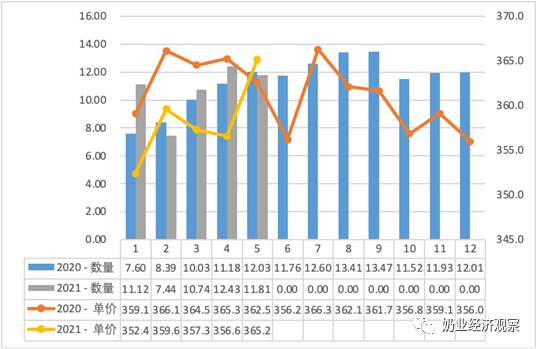 16.00 370.0
14.00 365.0
12.00
10.00 360.0
8.00
6.00 355.0
4.00 350.0
2.00
0.00 345.0
1 2 3 4 5 6 7 8 9 10 11 12
2020 - 数量 7.60 8.39 10.03 11.18 12.03 11.76 12.60 13.41 13.47 11.52 11.93 12.01
2021 - 数量 11.12 7.44 10.74 12.43 11.81 0.00 0.00 0.00 0.00 0.00 0.00 0.00
2020 - 单价 359.1 366.1 364.5 365.3 362.5 356.2 366.3 362.1 361.7 356.8 359.1 356.0
2021 - 单价 352.4 359.6 357.3 356.6 365.2
奶业经济观察